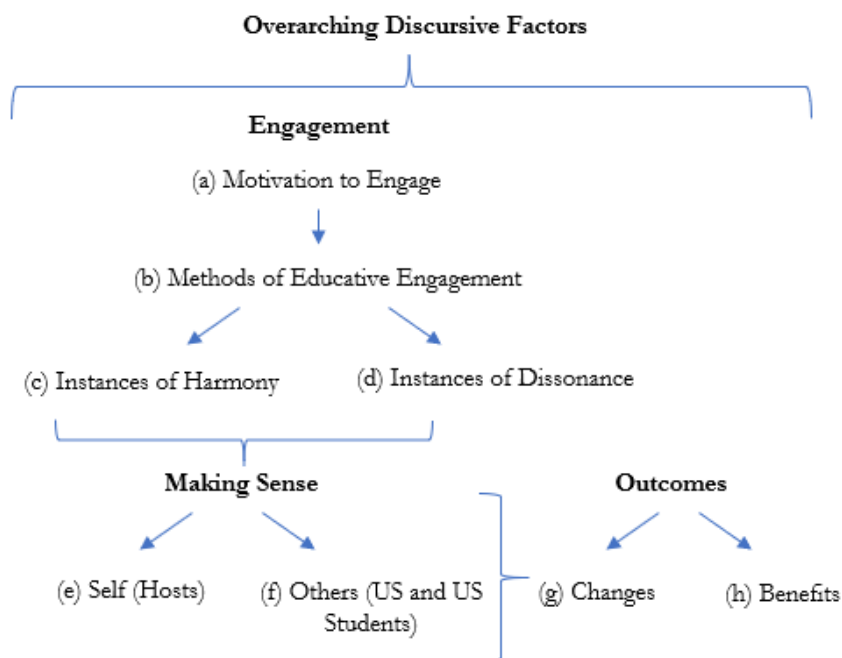 Overarching Discursive Factors
Engagement
(a) Motivation to Engage
(b) Methods of Educative Engagement
(c) Instances of Harmony
(d) Instances of Dissonance
Making Sense
Outcomes
(e) Self (Hosts)
(f) Others (US and US
Students)
(g) Changes
(h) Benefits